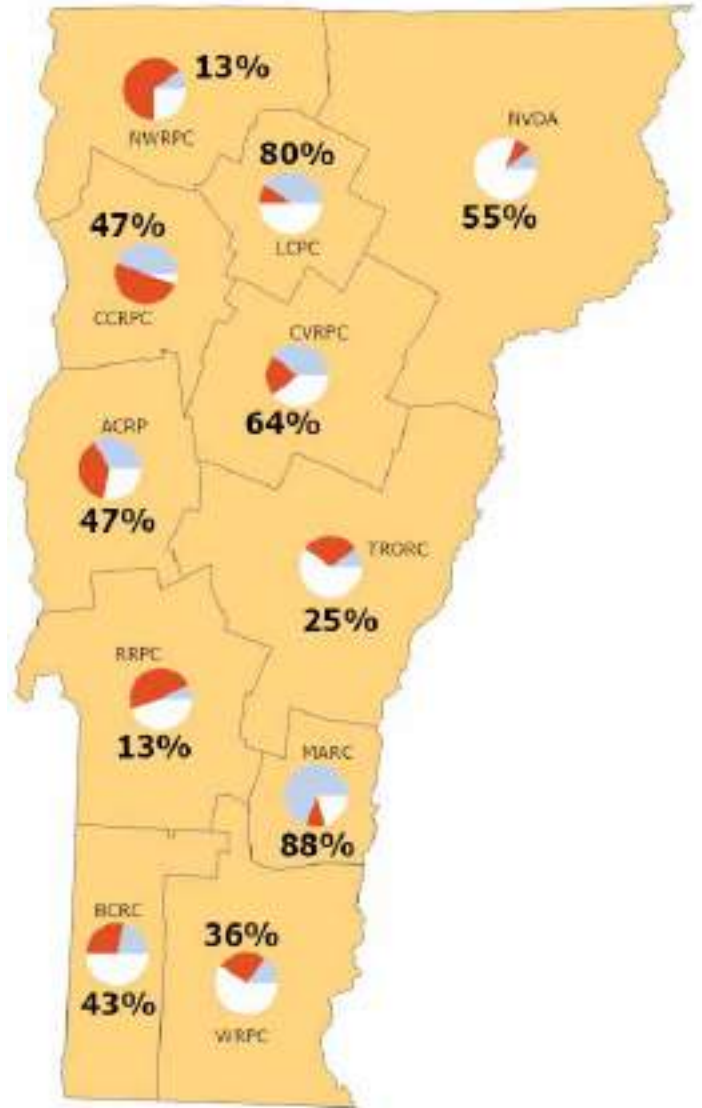 13%
NWRPC
NVDA
55%
80%
LCPC
47%
CCRPC
CVRPC
64%
ACRP
47%
TRORC
25%
RRPC
13%
MARC
88%
BCRC
43%
36%
WRPC